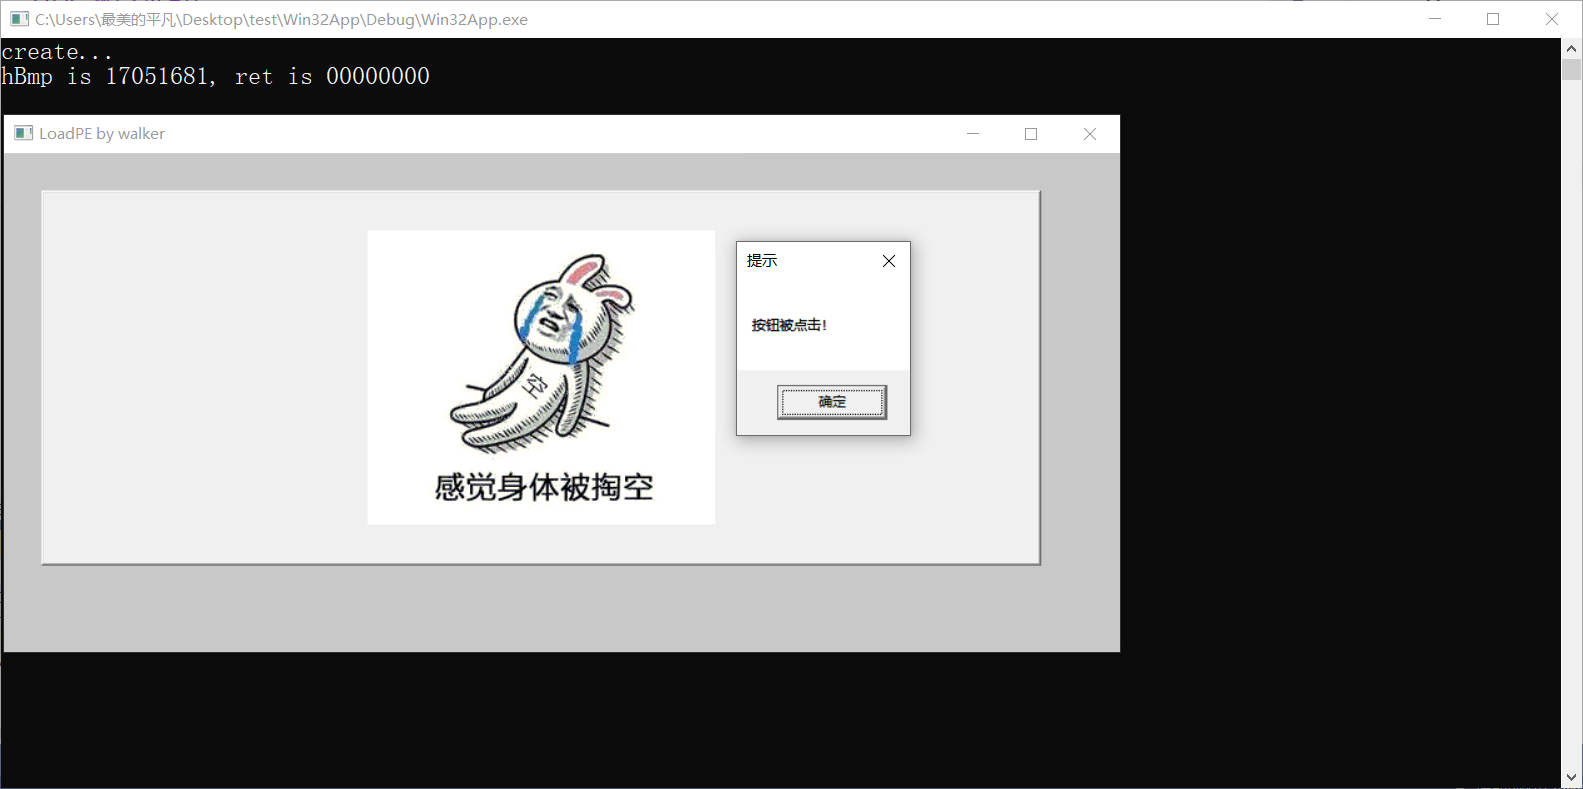 C:\Users\最美的平凡\Desktop\test\Win32App\Debug\Win32App.exe
create...
hBmp is 17051681, ret is 00000000
LoadPE by walker
提示
按钮被点击!
确定
空
感觉身体被掏空